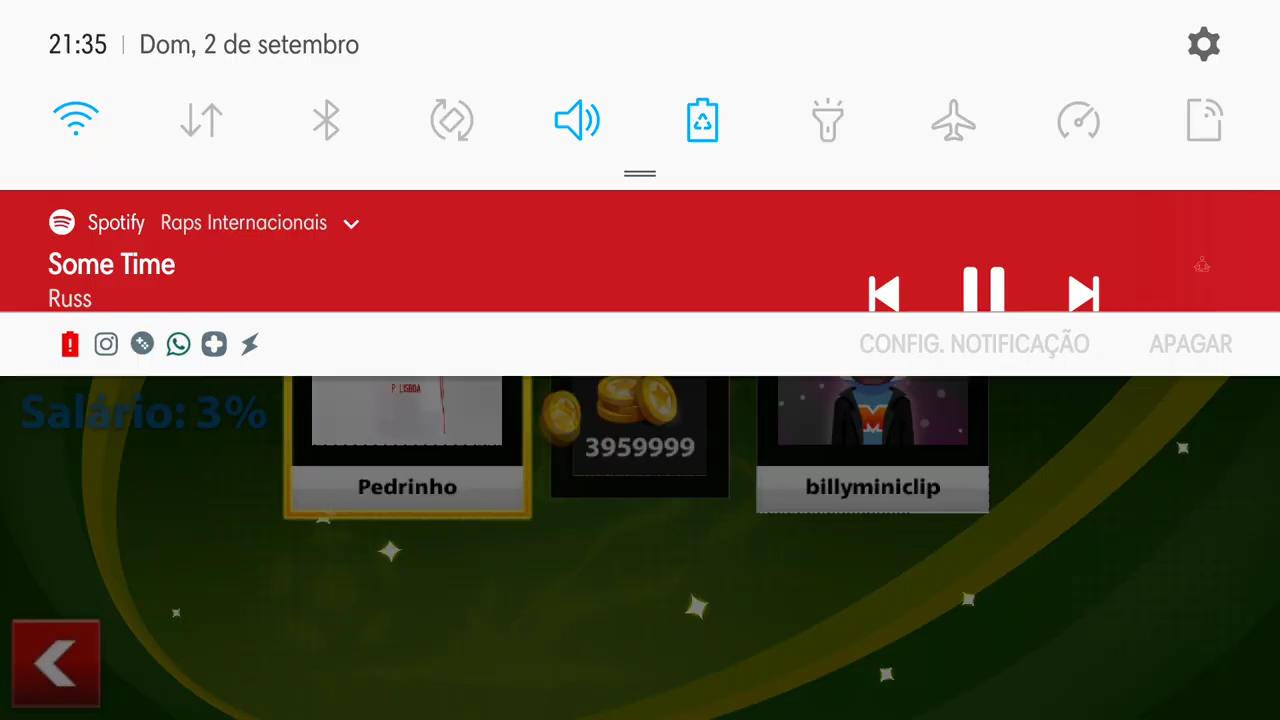 21:35 Dom, 2 de setembro
Spotify Raps Internacionais
Some Time
Russ
CONFIG. NOTIFICAÇÃO APAGAR
Salário: 3%
P. LISBOA
3959999
M
Pedrinho
billyminiclip